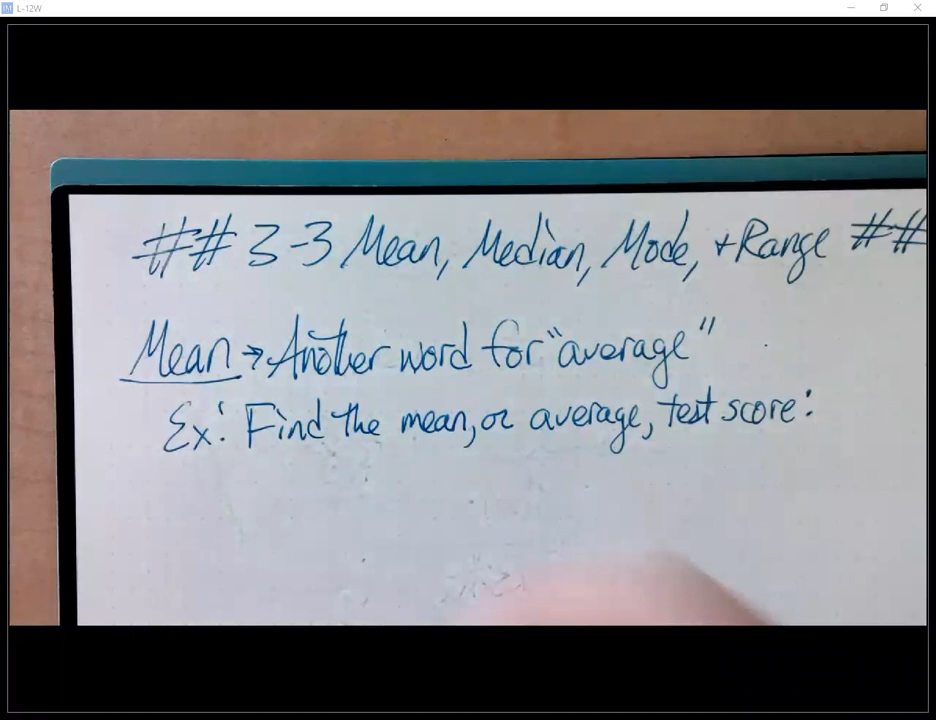 L-12W
## 3-3 Mean, Median, Mode, + Range ##
Mean → Another word for "average"
Ex: Find the mean, or average, test score: